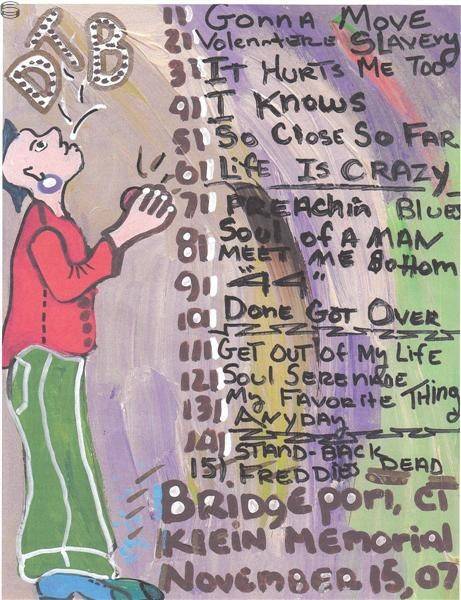 DTB
1) GONNA MOVE
2) Volenntere SLAVERY
3) IT HURTS ME TOO
4) I KNOWS
5) So Close So FAR
6) Life IS CRAZY
7) PREAChin BLUES
8) Soul of A MAN
MEET ME BoHom
9) "44"
10) DONE GOT OVER
11) GET OUT of My LiFE
12) Soul SERENADE
13) My FAVORITE THING
ANYDAY
14) STAND-BACK
15) FREDDIES DEAD
BRIDGEPORT, CT
KLEIN MEMORIAL
NOVEMBER 15, 07